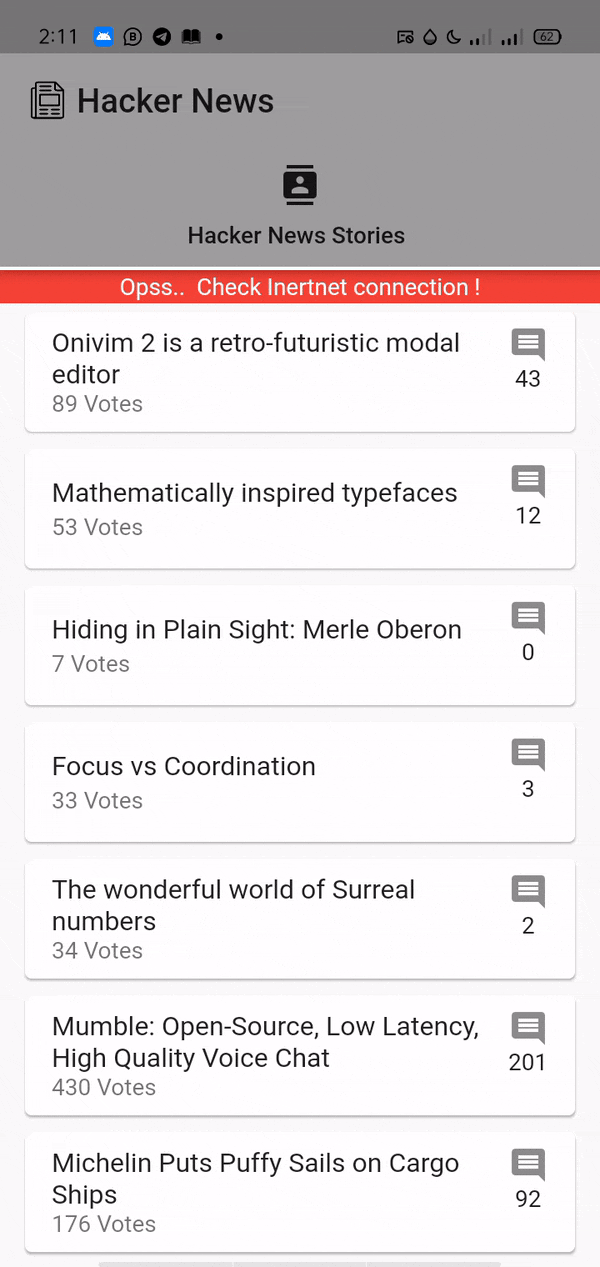 2:11
62
Hacker News
Hacker News Stories
Opss..  Check Inertnet connection !
Onivim 2 is a retro-futuristic modal
editor
89 Votes
43
Mathematically inspired typefaces
53 Votes
12
Hiding in Plain Sight: Merle Oberon
7 Votes
0
Focus vs Coordination
33 Votes
3
The wonderful world of Surreal
numbers
34 Votes
2
Mumble: Open-Source, Low Latency,
High Quality Voice Chat
430 Votes
201
Michelin Puts Puffy Sails on Cargo
Ships
176 Votes
92